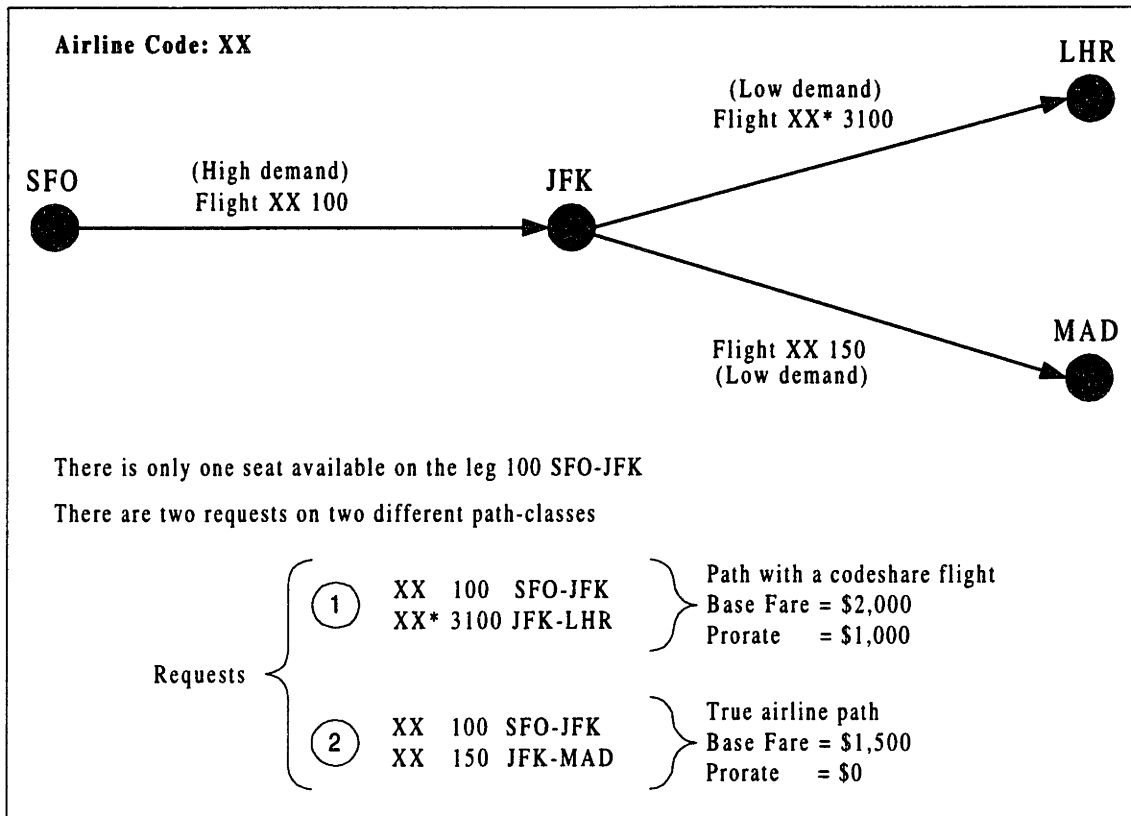 Airline Code: XX
LHR
(Low demand)
Flight XX* 3100
(High demand)
SFO
JFK
Flight XX 100
MAD
Flight XX 150
(Low demand)
There is only one seat available on the leg 100 SFO-JFK
There are two requests on two different path-classes
Requests
1
XX 100 SFO-JFK
XX* 3100 JFK-LHR
Path with a codeshare flight
Base Fare = $2,000
Prorate = $1,000
2
XX 100 SFO-JFK
XX 150 JFK-MAD
True airline path
Base Fare = $1,500
Prorate = $0